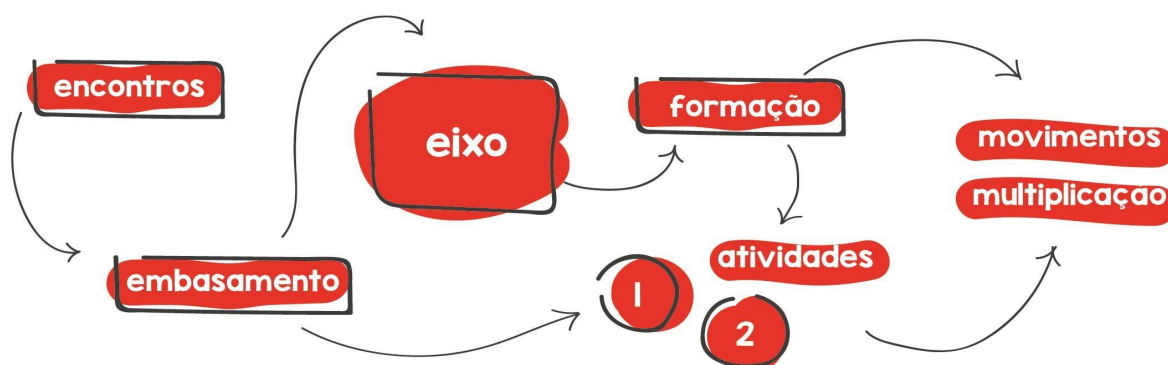 encontros
embasamento
eixo
formação
atividades
1
2
movimentos
multiplicação